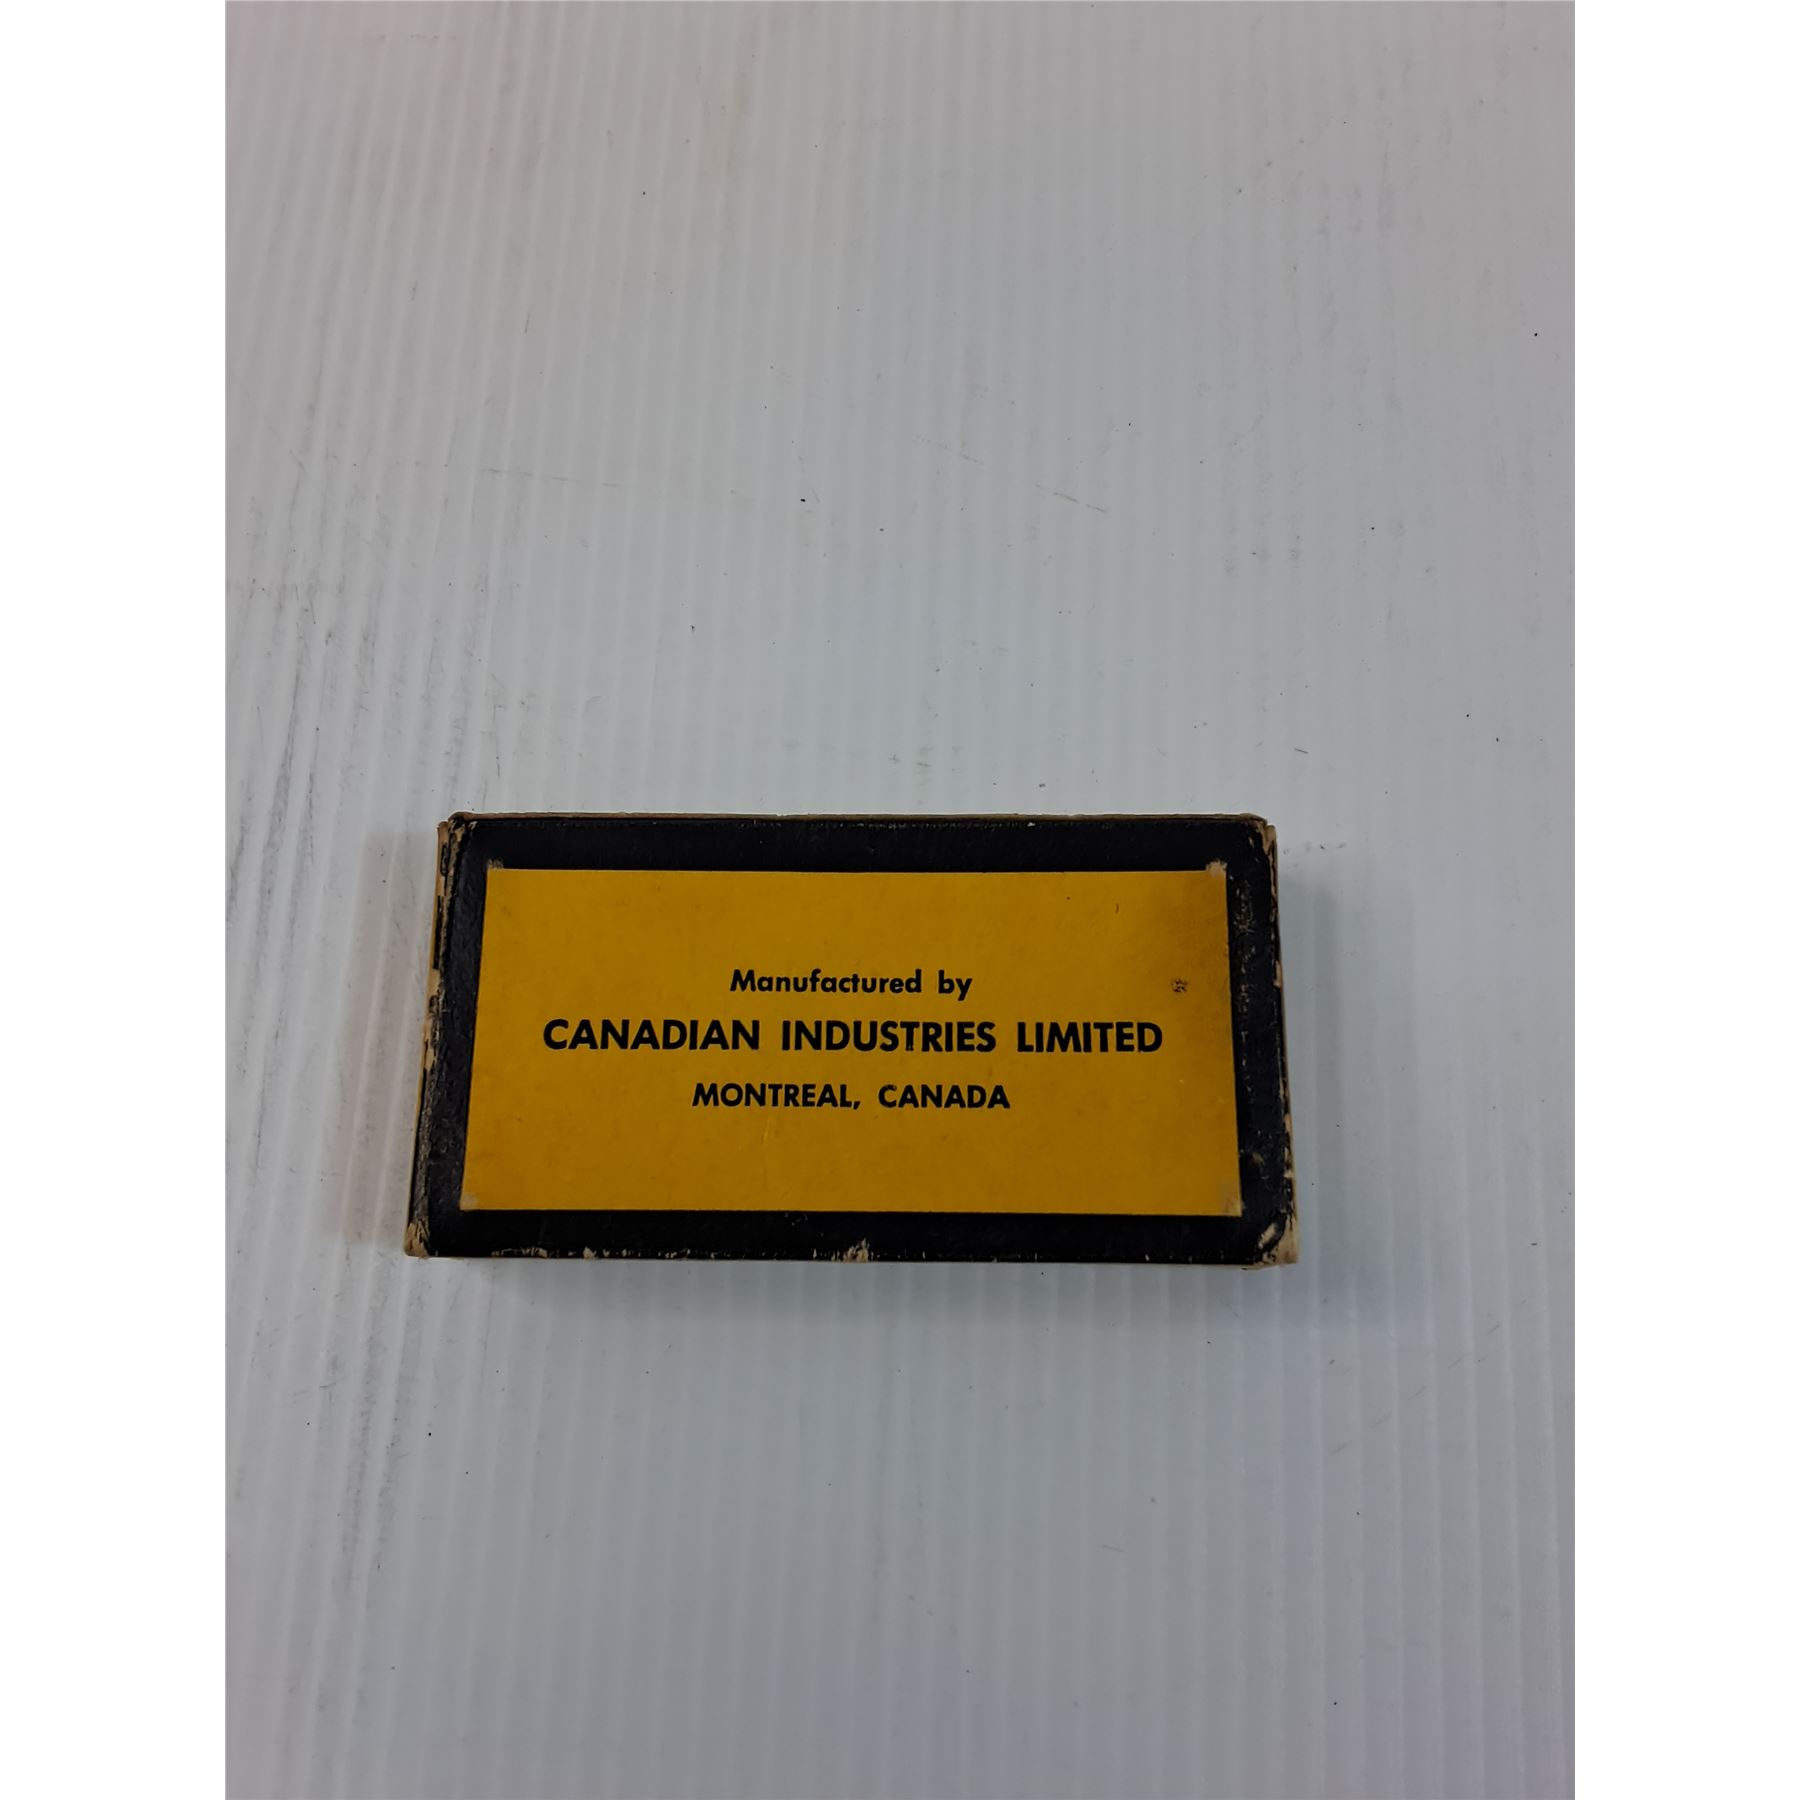 Manufactured by
CANADIAN INDUSTRIES LIMITED
MONTREAL, CANADA